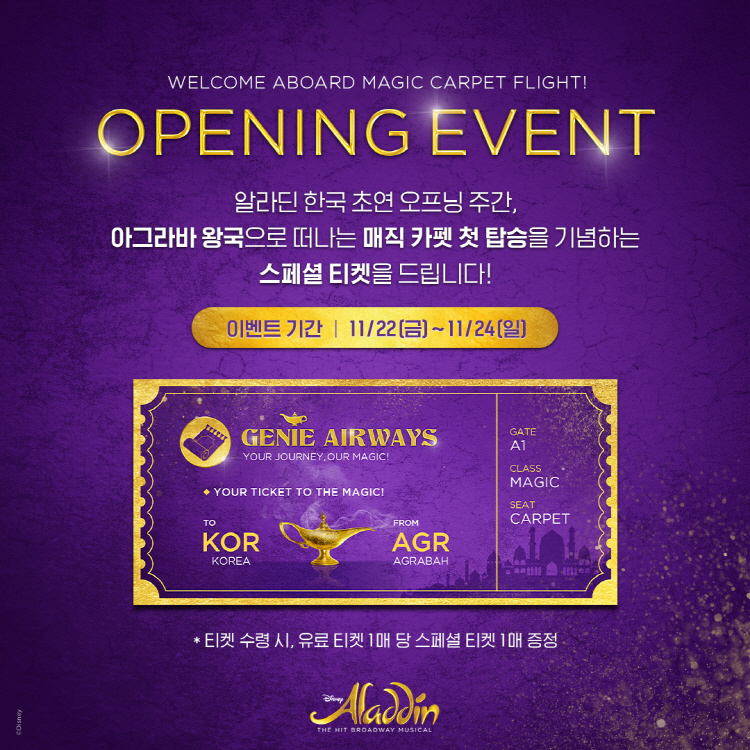 WELCOME ABOARD MAGIC CARPET FLIGHT!
OPENING EVENT
알라딘 한국 초연 오프닝 주간,
아그라바 왕국으로 떠나는 매직 카펫 첫 탑승을 기념하는
스페셜 티켓을 드립니다!
이벤트 기간 | 11/22(금) ~ 11/24(일)
GENIE AIRWAYS
YOUR JOURNEY, OUR MAGIC!
◆ YOUR TICKET TO THE MAGIC!
TO
KOR
KOREA
FROM
AGR
AGRABAH
GATE
A1
CLASS
MAGIC
SEAT
CARPET
* 티켓 수령 시, 유료 티켓 1매 당 스페셜 티켓 1매 증정
Disney
Aladdin
THE HIT BROADWAY MUSICAL
©Disney